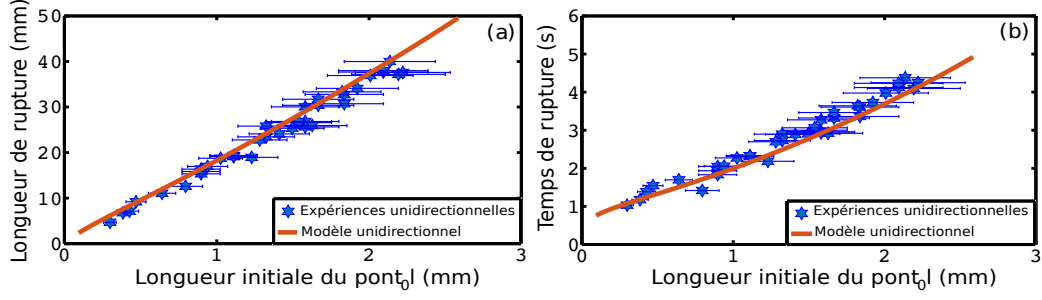 (a)
Longueur de rupture (mm)
50
40
30
20
10
0
0
1
2
3
Expériences unidirectionnelles
Modèle unidirectionnel
Longueur initiale du pont₀l (mm)
(b)
Temps de rupture (s)
6
5
4
3
2
1
0
0
1
2
3
Expériences unidirectionnelles
Modèle unidirectionnel
Longueur initiale du pont₀l (mm)